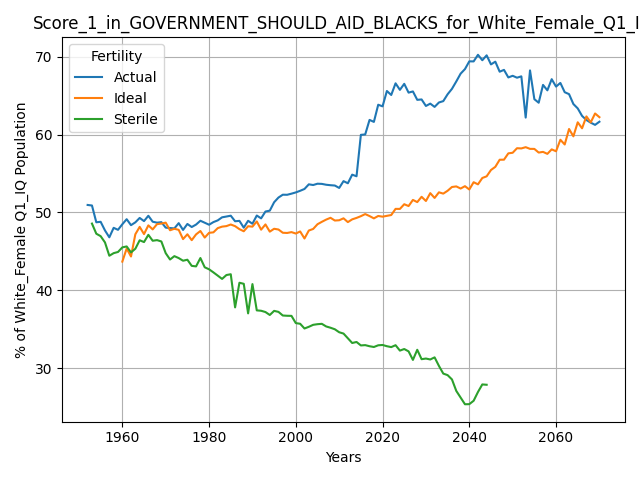 Score_1_in_GOVERNMENT_SHOULD_AID_BLACKS_for_White_Female_Q1_I
Fertility
Actual
Ideal
Sterile
% of White_Female Q1_IQ Population
70
60
50
40
30
1960
1980
2000
2020
2040
2060
Years